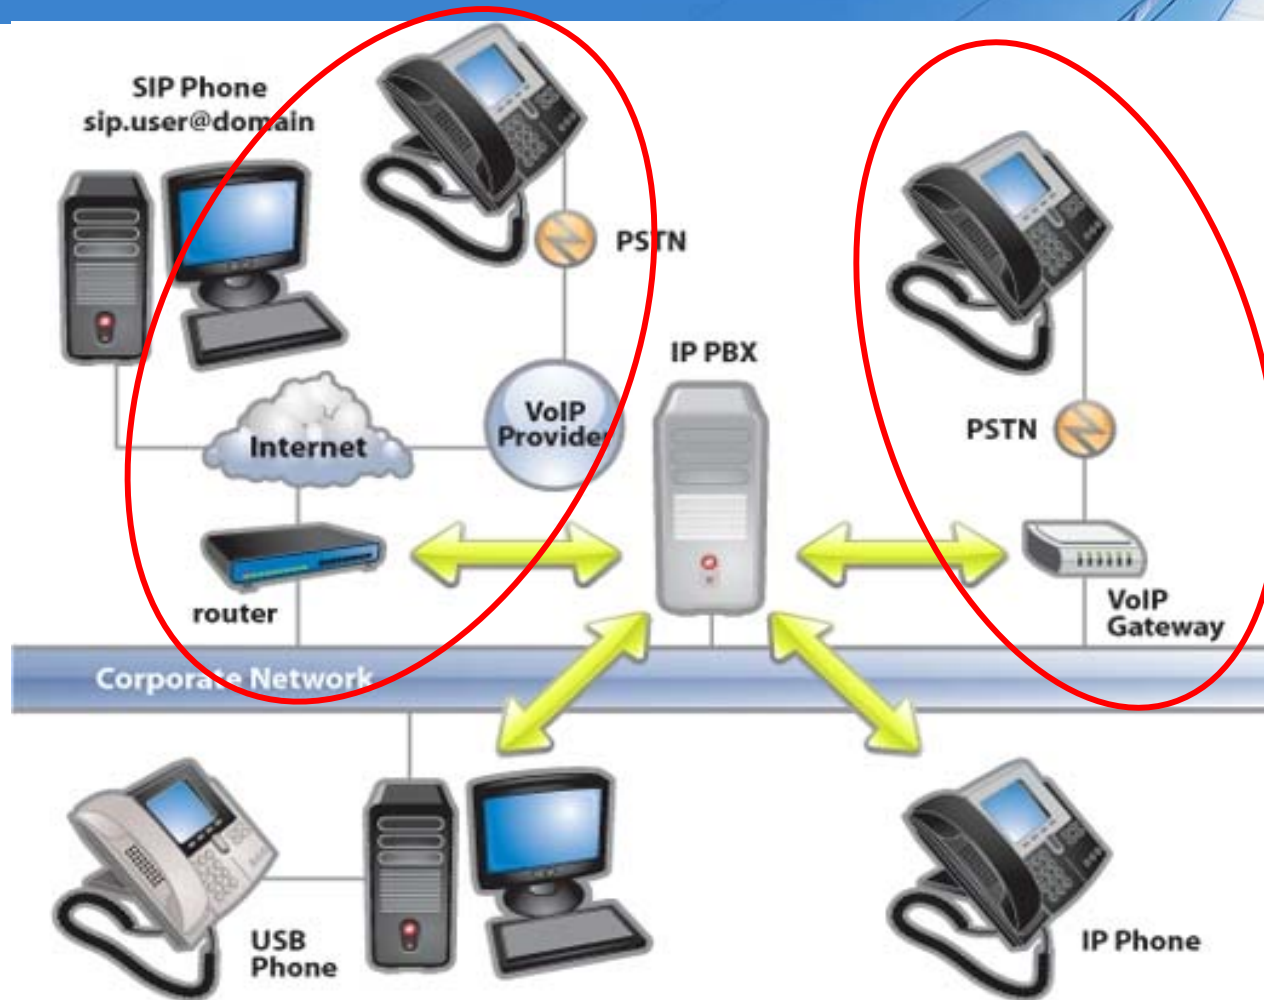 SIP Phone
sip.user@domain
PSTN
IP PBX
VoIP
Provider
Internet
PSTN
router
VoIP
Gateway
Corporate Network
USB
Phone
IP Phone